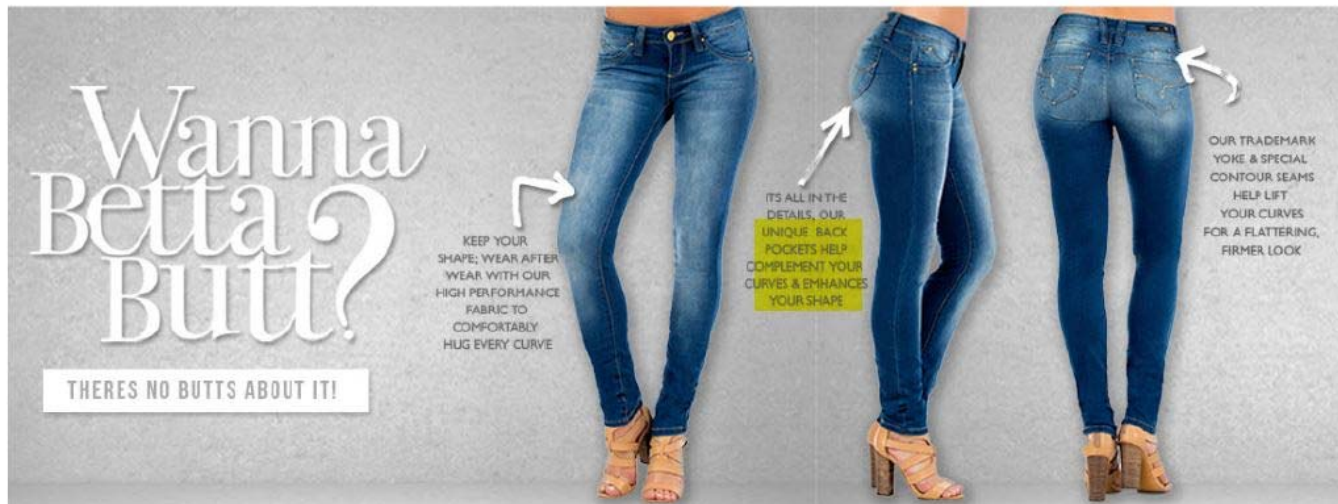 Wanna
Betta
Butt?
THERES NO BUTTS ABOUT IT!
KEEP YOUR
SHAPE; WEAR AFTER
WEAR WITH OUR
HIGH PERFORMANCE
FABRIC TO
COMFORTABLY
HUG EVERY CURVE
ITS ALL IN THE
DETAILS, OUR
UNIQUE BACK
POCKETS HELP
COMPLEMENT YOUR
CURVES & EMHANCES
YOUR SHAPE
OUR TRADEMARK
YOKE & SPECIAL
CONTOUR SEAMS
HELP LIFT
YOUR CURVES
FOR A FLATTERING,
FIRMER LOOK